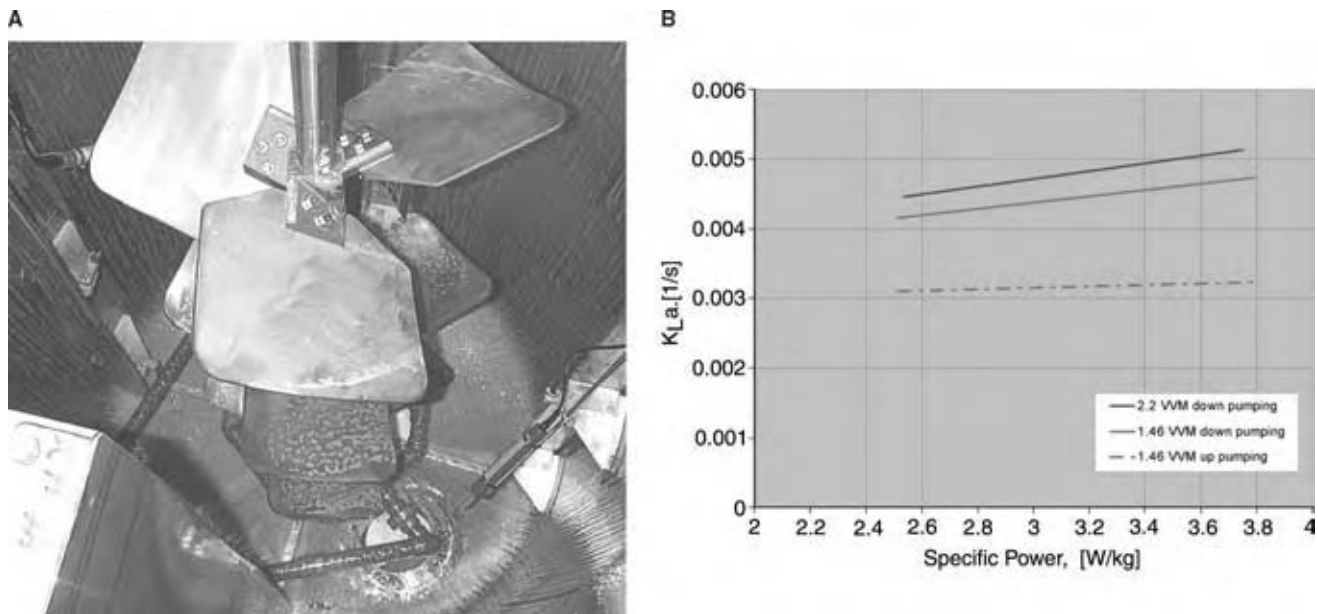 A
B
0.006
0.005
0.004
0.003
0.002
0.001
0
K_La.[1/s]
2.2 VVM down pumping
1.46 VVM down pumping
1.46 VVM up pumping
2 2.2 2.4 2.6 2.8 3 3.2 3.4 3.6 3.8 4
Specific Power, [W/kg]